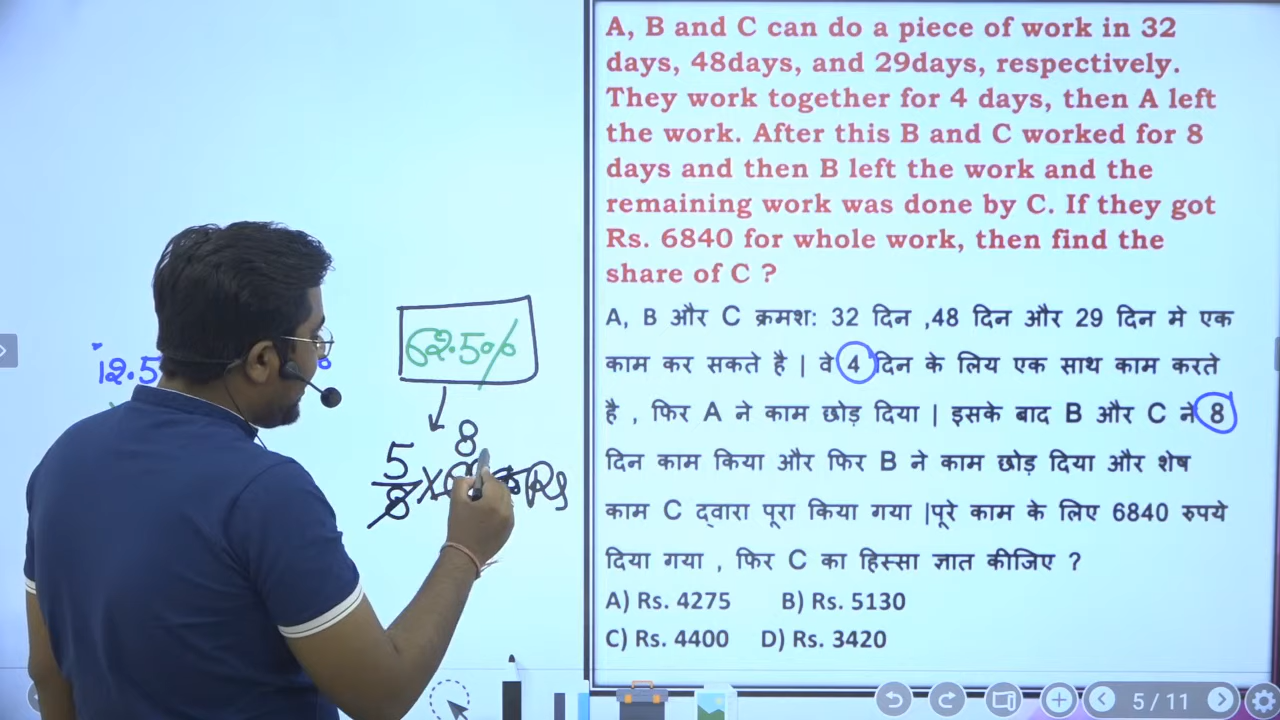 A, B and C can do a piece of work in 32
days, 48days, and 29days, respectively.
They work together for 4 days, then A left
the work. After this B and C worked for 8
days and then B left the work and the
remaining work was done by C. If they got
Rs. 6840 for whole work, then find the
share of C ?
A, B और C क्रमश: 32 दिन ,48 दिन और 29 दिन मे एक
काम कर सकते है | वे 4 दिन के लिय एक साथ काम करते
है , फिर A ने काम छोड़ दिया | इसके बाद B और C ने 8
दिन काम किया और फिर B ने काम छोड़ दिया और शेष
काम C द्वारा पूरा किया गया |पूरे काम के लिए 6840 रुपये
दिया गया , फिर C का हिस्सा ज्ञात कीजिए ?
A) Rs. 4275 B) Rs. 5130
C) Rs. 4400 D) Rs. 3420
62.5%
12.5
8
5
8
×
Rs
5 / 11